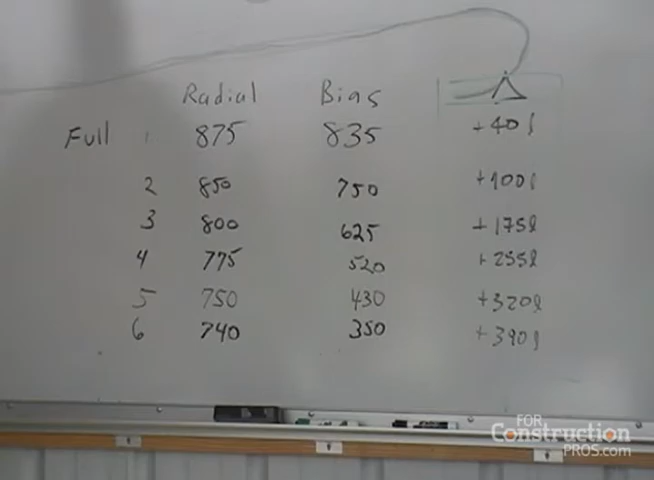 Radial Bias Δ
Full 1 875 835 +40l
2 850 750 +100l
3 800 625 +175l
4 775 520 +255l
5 750 430 +320l
6 740 350 +390l
FOR
Construction
PROS.COM